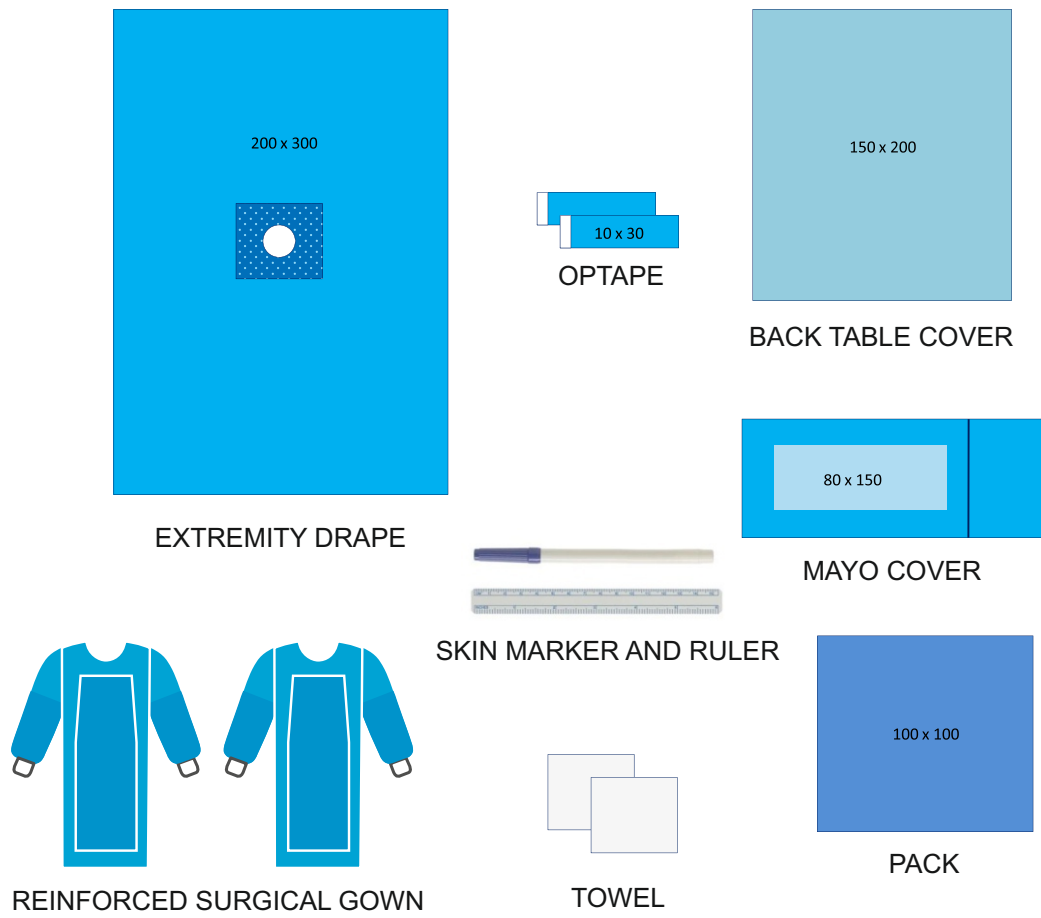 200 x 300
EXTREMITY DRAPE
10 x 30
OPTAPE
150 x 200
BACK TABLE COVER
80 x 150
MAYO COVER
SKIN MARKER AND RULER
REINFORCED SURGICAL GOWN
TOWEL
100 x 100
PACK